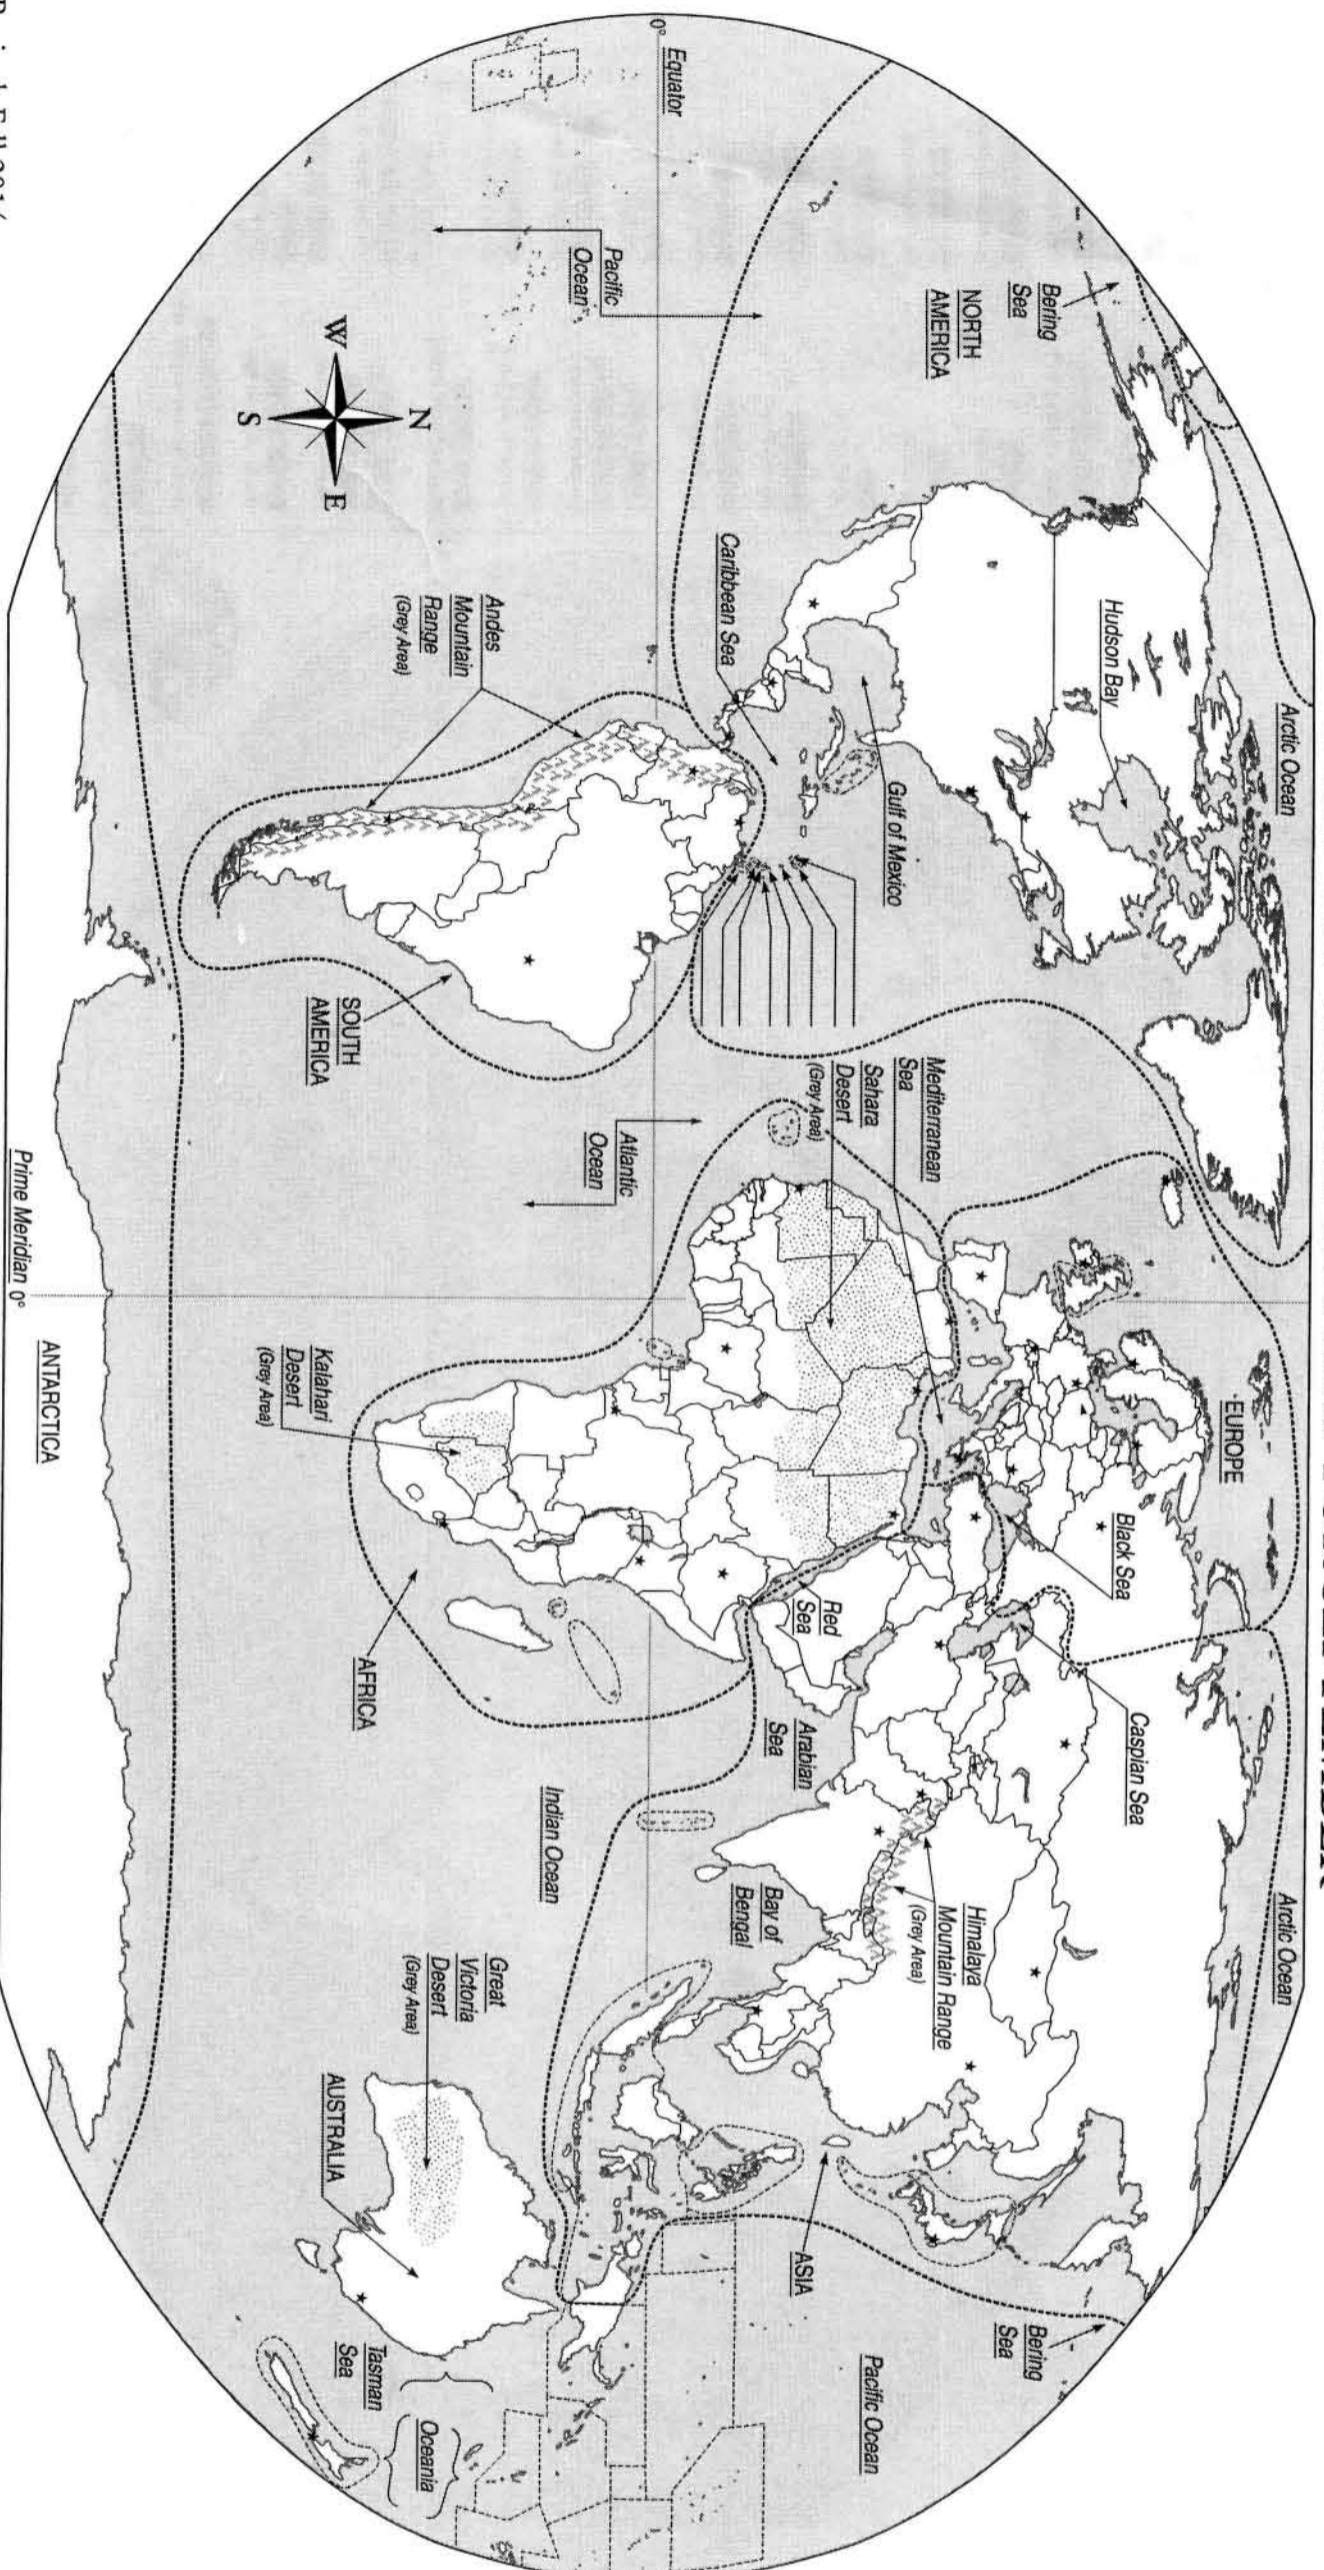 Arctic Ocean
Arctic Ocean
Bering
Sea
NORTH
AMERICA
Hudson Bay
EUROPE
Black Sea
Caspian Sea
Himalaya
Mountain Range
(Grey Area)
Bering
Sea
Pacific Ocean
ASIA
Gulf of Mexico
Caribbean Sea
Mediterranean
Sea
Sahara
Desert
(Grey Area)
Red
Sea
Arabian
Sea
Bay of
Bengal
Equator
0°
Pacific
Ocean
Atlantic
Ocean
Indian Ocean
Andes
Mountain
Range
(Grey Area)
Great
Victoria
Desert
(Grey Area)
N
W
E
S
SOUTH
AMERICA
Kalahari
Desert
(Grey Area)
AFRICA
AUSTRALIA
Tasman
Sea
Oceania
ANTARCTICA
Prime Meridian 0°